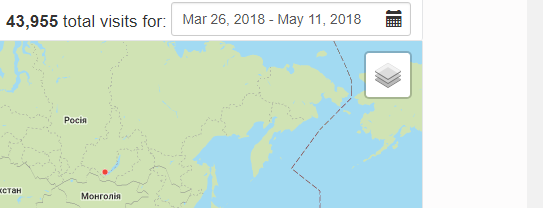 43,955 total visits for: Mar 26, 2018 - May 11, 2018
Росія
хстан
Монголія